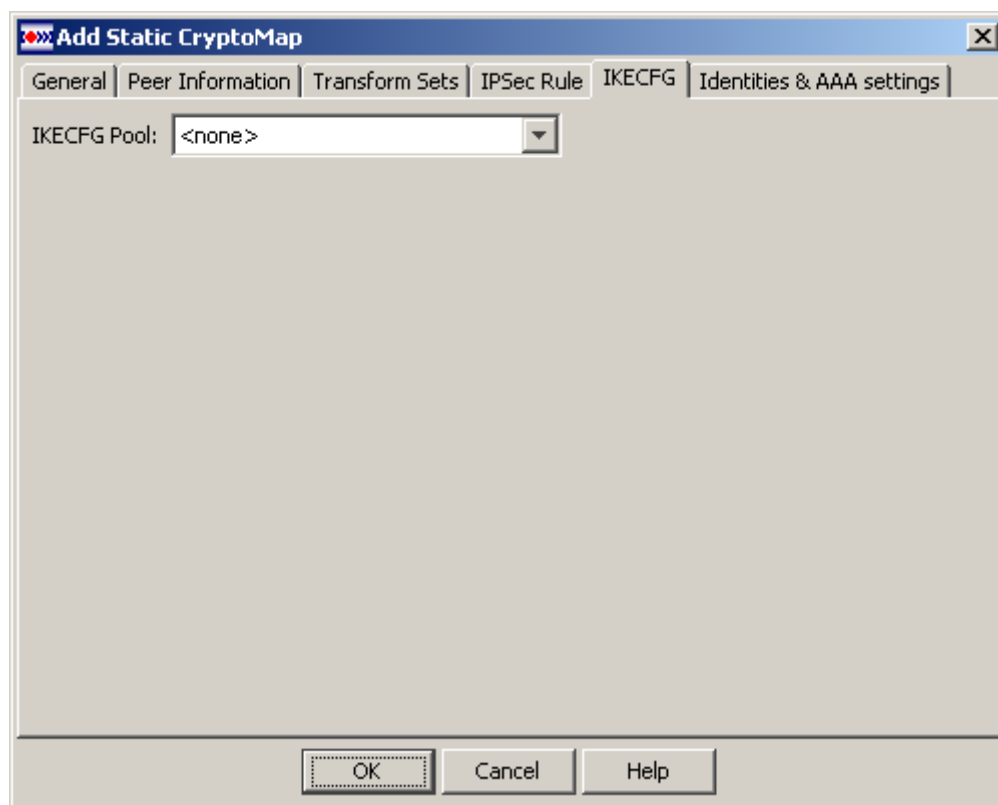 Add Static CryptoMap
General Peer Information Transform Sets IPSec Rule IKECFG Identities & AAA settings
IKECFG Pool: <none>
OK Cancel Help